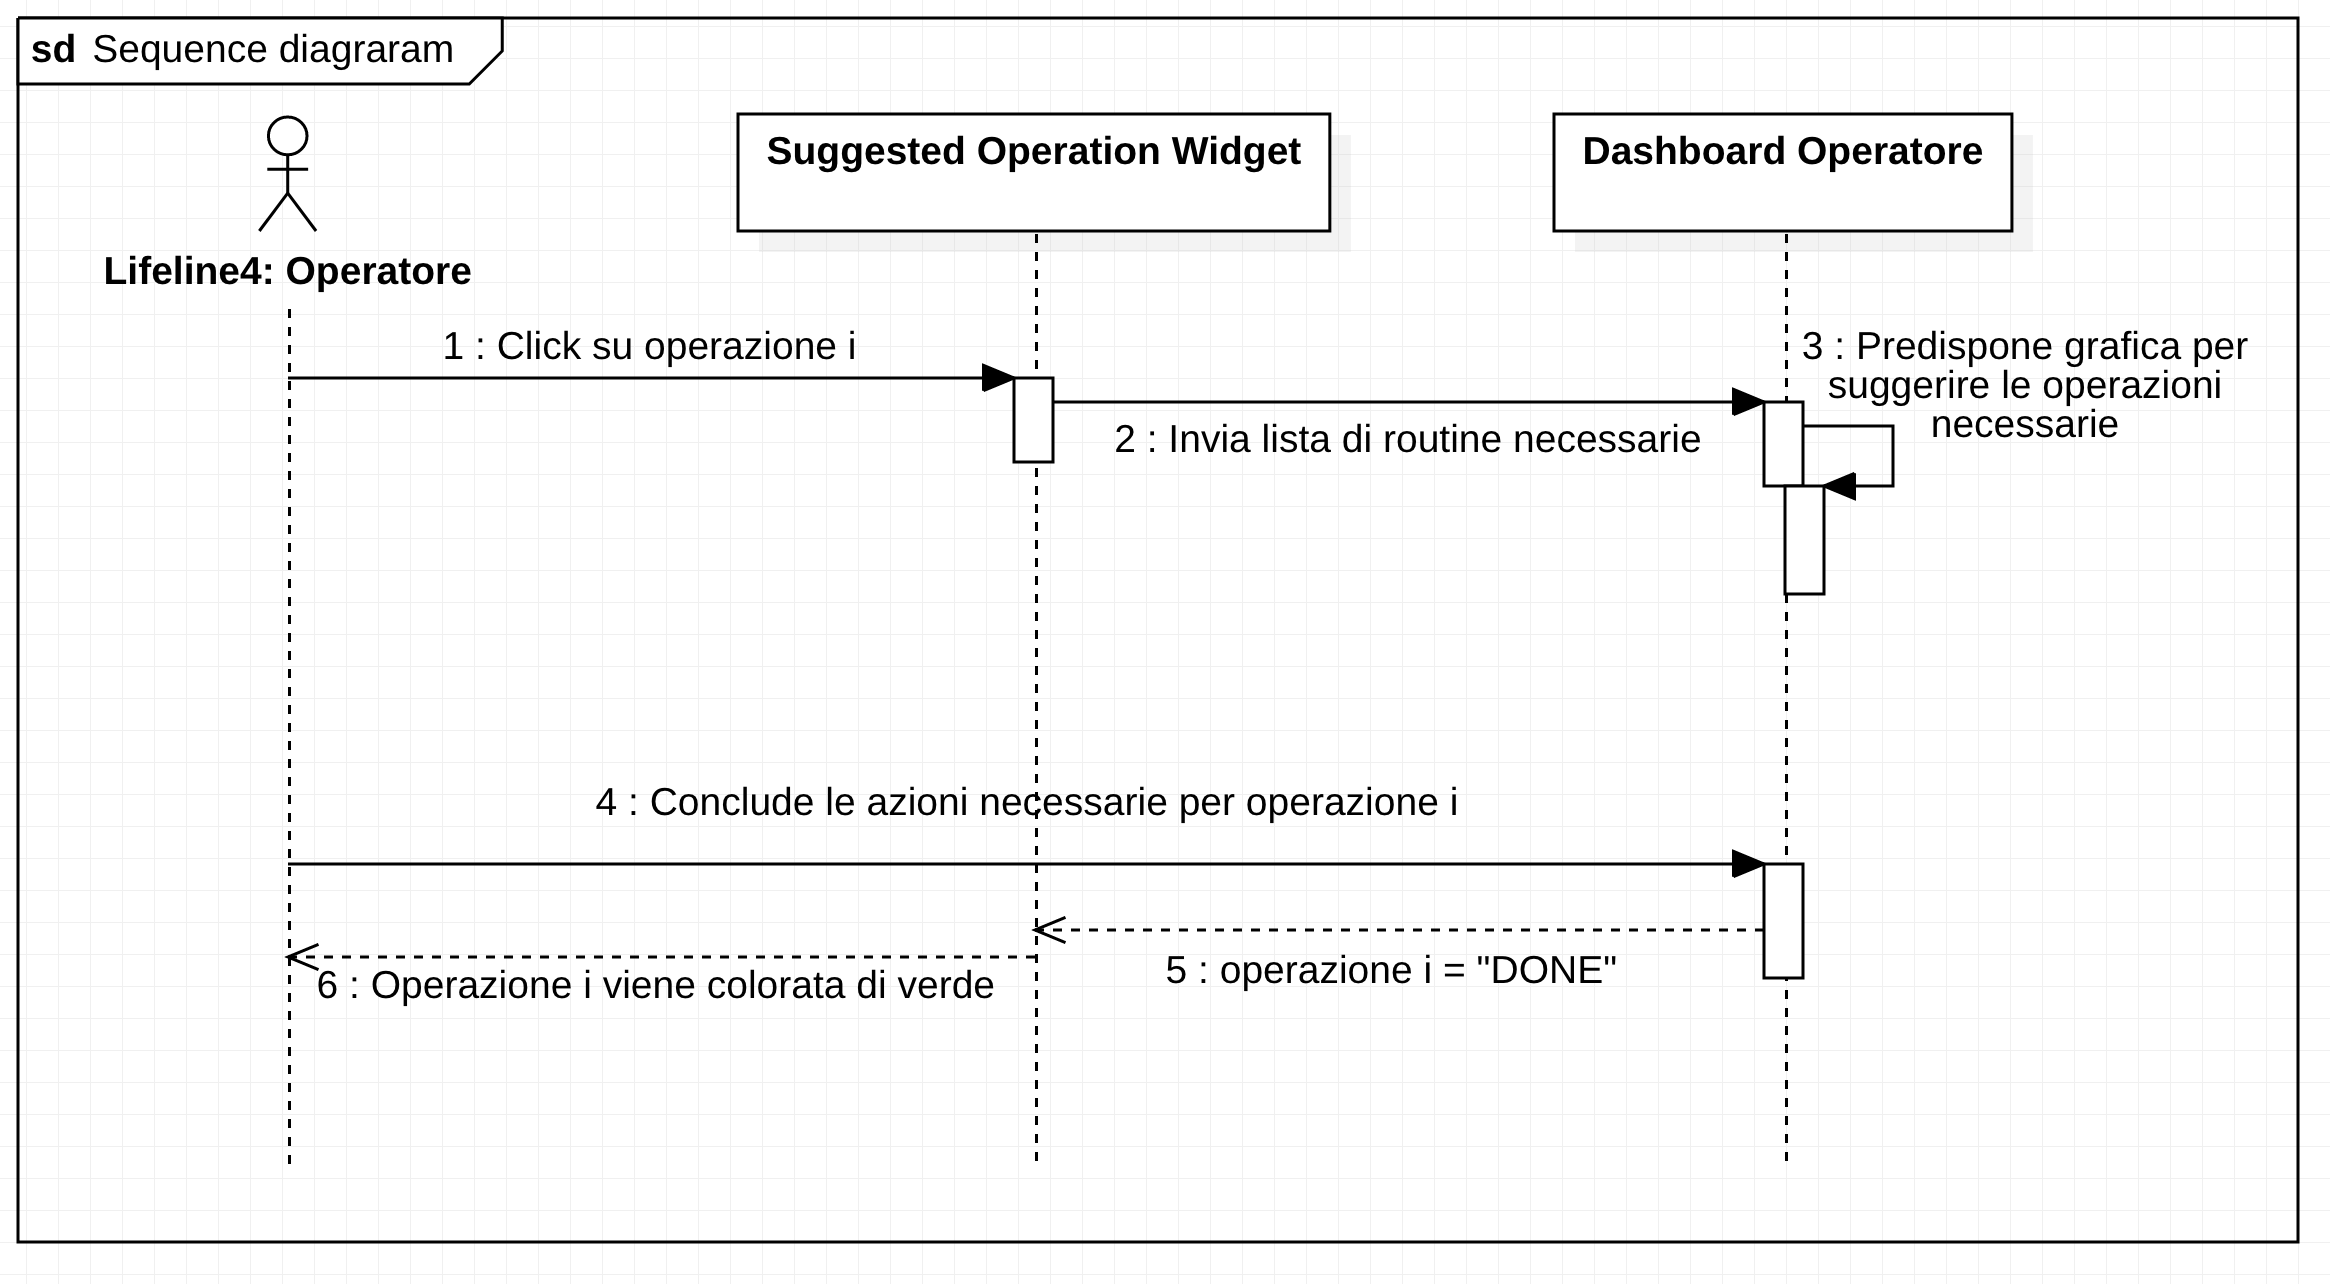 sd Sequence diagraram
Suggested Operation Widget
Dashboard Operatore
Lifeline4: Operatore
1 : Click su operazione i
3 : Predispone grafica per
suggerire le operazioni
necessarie
2 : Invia lista di routine necessarie
4 : Conclude le azioni necessarie per operazione i
5 : operazione i = "DONE"
6 : Operazione i viene colorata di verde